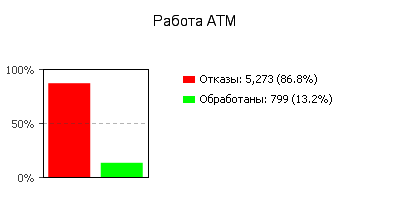 Работа ATM
100%
50%
0%
Отказы: 5,273 (86.8%)
Обработаны: 799 (13.2%)